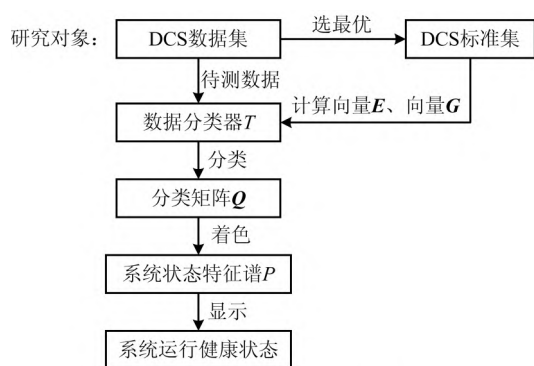 研究对象： DCS数据集 选最优 DCS标准集
待测数据
计算向量E、向量G
数据分类器T
分类
分类矩阵Q
着色
系统状态特征谱P
显示
系统运行健康状态